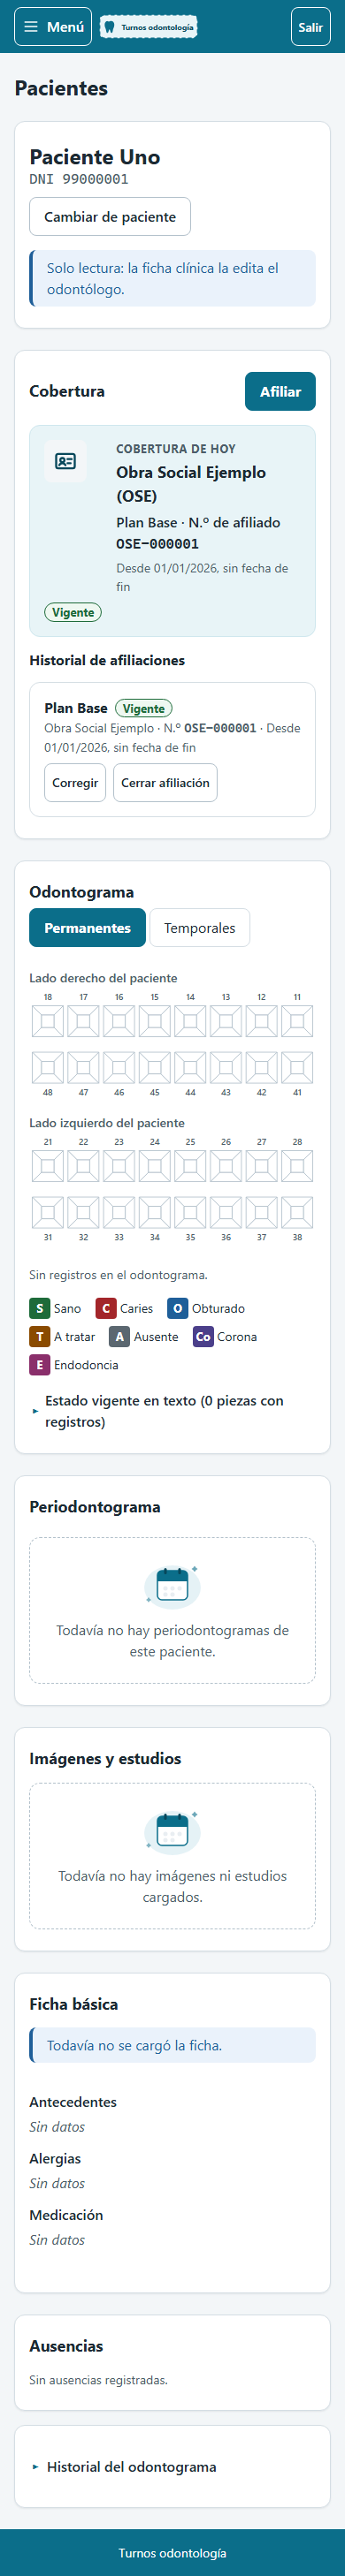 Menú
Turnos odontología
Salir
Pacientes
Paciente Uno
DNI 99000001
Cambiar de paciente
Solo lectura: la ficha clínica la edita el
odontólogo.
Cobertura
Afiliar
COBERTURA DE HOY
Obra Social Ejemplo
(OSE)
Plan Base · N.º de afiliado
OSE-000001
Desde 01/01/2026, sin fecha de
fin
Vigente
Historial de afiliaciones
Plan Base Vigente
Obra Social Ejemplo · N.º OSE-000001 · Desde
01/01/2026, sin fecha de fin
Corregir Cerrar afiliación
Odontograma
Permanentes Temporales
Lado derecho del paciente
18 17 16 15 14 13 12 11
48 47 46 45 44 43 42 41
Lado izquierdo del paciente
21 22 23 24 25 26 27 28
31 32 33 34 35 36 37 38
Sin registros en el odontograma.
S Sano C Caries O Obturado
T A tratar A Ausente Co Corona
E Endodoncia
Estado vigente en texto (0 piezas con
registros)
Periodontograma
Todavía no hay periodontogramas de
este paciente.
Imágenes y estudios
Todavía no hay imágenes ni estudios
cargados.
Ficha básica
Todavía no se cargó la ficha.
Antecedentes
Sin datos
Alergias
Sin datos
Medicación
Sin datos
Ausencias
Sin ausencias registradas.
Historial del odontograma
Turnos odontología